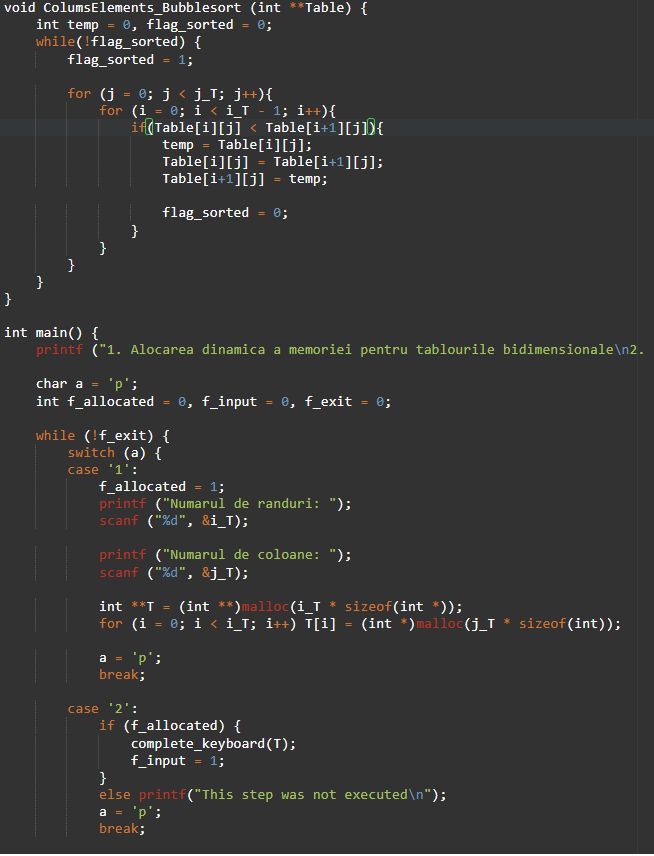 void ColumsElements_Bubblesort (int **Table) {
    int temp = 0, flag_sorted = 0;
    while(!flag_sorted) {
        flag_sorted = 1;

        for (j = 0; j < j_T; j++){
            for (i = 0; i < i_T - 1; i++){
                if(Table[i][j] < Table[i+1][j]){
                    temp = Table[i][j];
                    Table[i][j] = Table[i+1][j];
                    Table[i+1][j] = temp;

                    flag_sorted = 0;
                }
            }
        }
    }
}

int main() {
    printf ("1. Alocarea dinamica a memoriei pentru tablourile bidimensionale\n2.

    char a = 'p';
    int f_allocated = 0, f_input = 0, f_exit = 0;

    while (!f_exit) {
        switch (a) {
        case '1':
            f_allocated = 1;
            printf ("Numarul de randuri: ");
            scanf ("%d", &i_T);

            printf ("Numarul de coloane: ");
            scanf ("%d", &j_T);

            int **T = (int **)malloc(i_T * sizeof(int *));
            for (i = 0; i < i_T; i++) T[i] = (int *)malloc(j_T * sizeof(int));

            a = 'p';
            break;

        case '2':
            if (f_allocated) {
                complete_keyboard(T);
                f_input = 1;
            }
            else printf("This step was not executed\n");
            a = 'p';
            break;